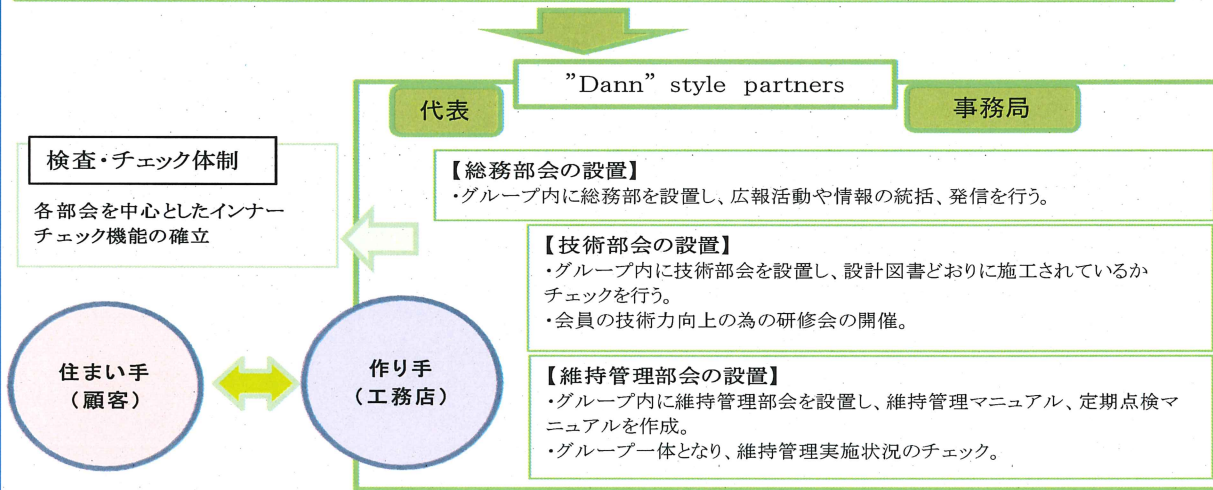 ”Dann” style partners
代表
事務局
検査・チェック体制
各部会を中心としたインナー
チェック機能の確立
【総務部会の設置】
・グループ内に総務部を設置し、広報活動や情報の統括、発信を行う。
【技術部会の設置】
・グループ内に技術部会を設置し、設計図書どおりに施工されているか
チェックを行う。
・会員の技術力向上の為の研修会の開催。
住まい手
（顧客）
作り手
（工務店）
【維持管理部会の設置】
・グループ内に維持管理部会を設置し、維持管理マニュアル、定期点検マ
ニュアルを作成。
・グループ一体となり、維持管理実施状況のチェック。